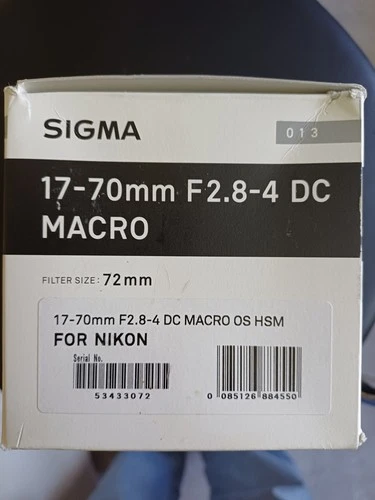 SIGMA
013
17-70mm F2.8-4 DC
MACRO
FILTER SIZE: 72mm
17-70mm F2.8-4 DC MACRO OS HSM
FOR NIKON
Serial No.
53433072
0 085126 884550